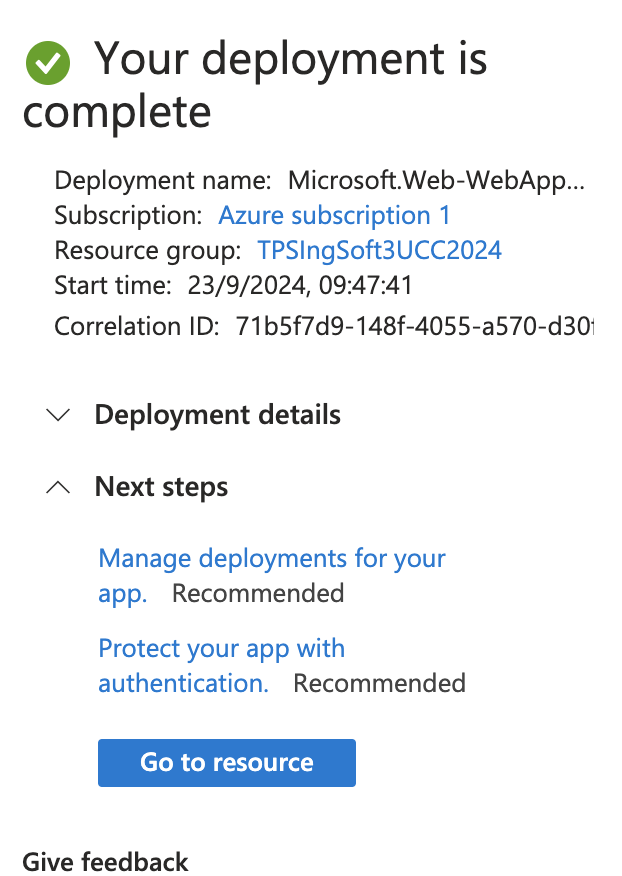 Your deployment is
complete
Deployment name: Microsoft.Web-WebApp...
Subscription: Azure subscription 1
Resource group: TPSIngSoft3UCC2024
Start time: 23/9/2024, 09:47:41
Correlation ID: 71b5f7d9-148f-4055-a570-d30f
Deployment details
Next steps
Manage deployments for your
app. Recommended
Protect your app with
authentication. Recommended
Go to resource
Give feedback